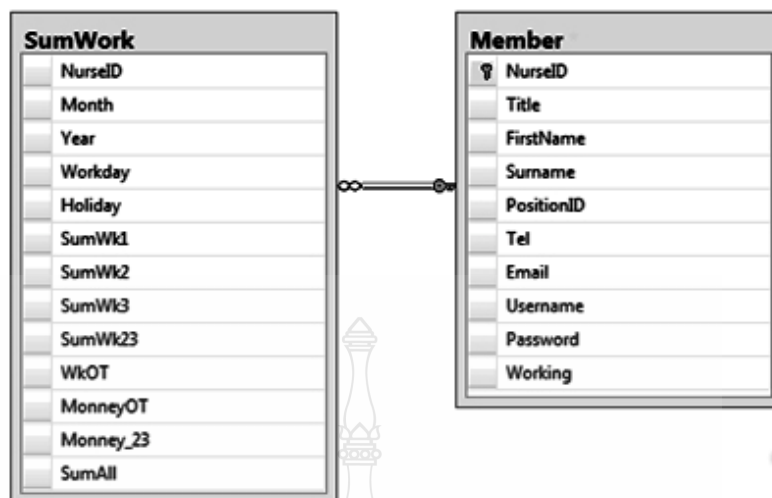 SumWork
NurseID
Month
Year
Workday
Holiday
SumWk1
SumWk2
SumWk3
SumWk23
WkOT
MonneyOT
Monney_23
SumAll
Member
NurseID
Title
FirstName
Surname
PositionID
Tel
Email
Username
Password
Working